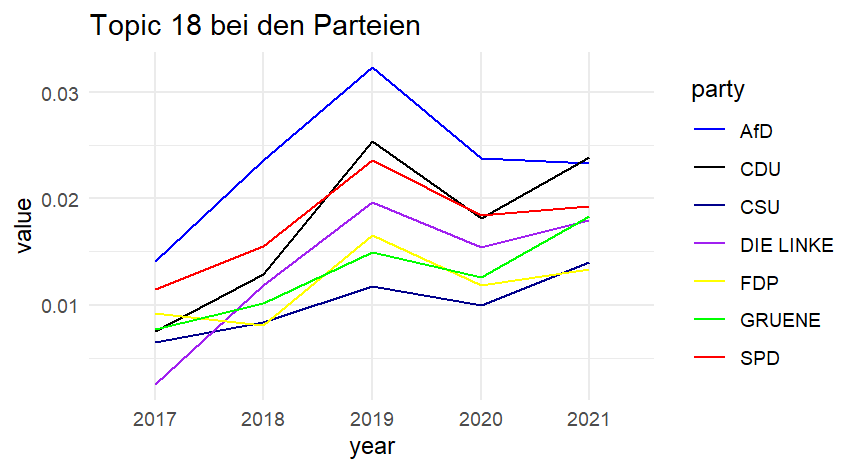 Topic 18 bei den Parteien
value
0.03
0.02
0.01
2017 2018 2019 2020 2021
year
party
AfD
CDU
CSU
DIE LINKE
FDP
GRUENE
SPD